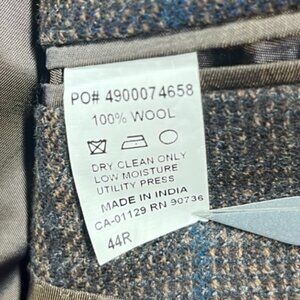 PO# 4900074658
100% WOOL
DRY CLEAN ONLY
LOW MOISTURE
UTILITY PRESS
MADE IN INDIA
CA-01129 RN 90736
44R